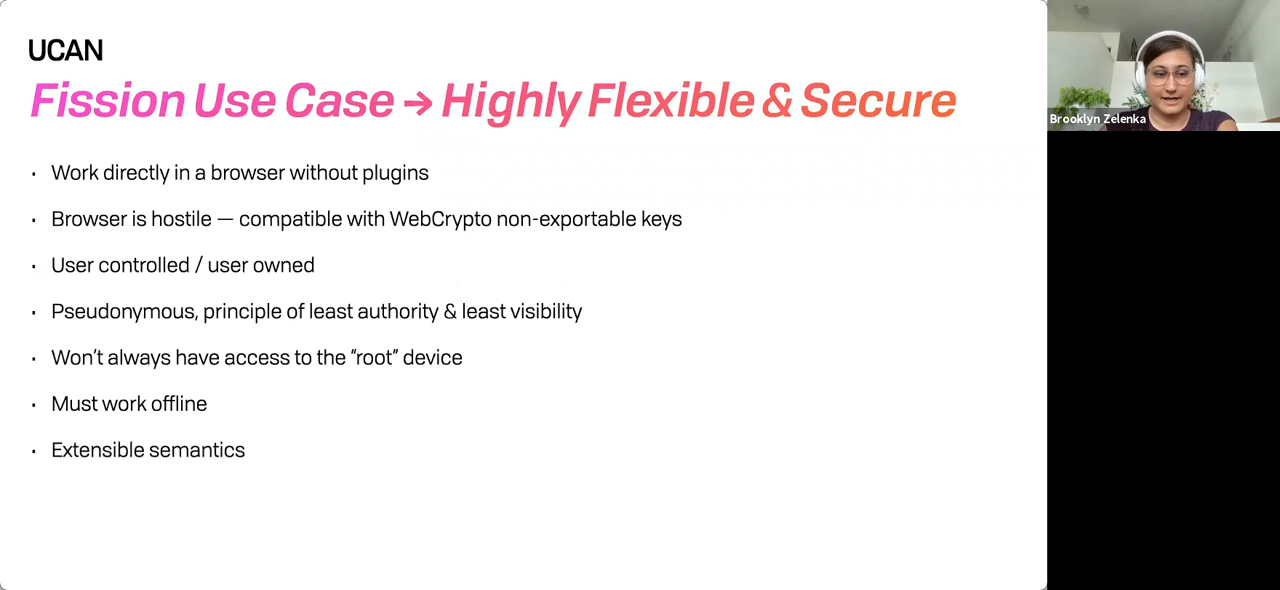 UCAN
Fission Use Case → Highly Flexible & Secure
· Work directly in a browser without plugins
· Browser is hostile — compatible with WebCrypto non-exportable keys
· User controlled / user owned
· Pseudonymous, principle of least authority & least visibility
· Won’t always have access to the “root” device
· Must work offline
· Extensible semantics
Brooklyn Zelenka